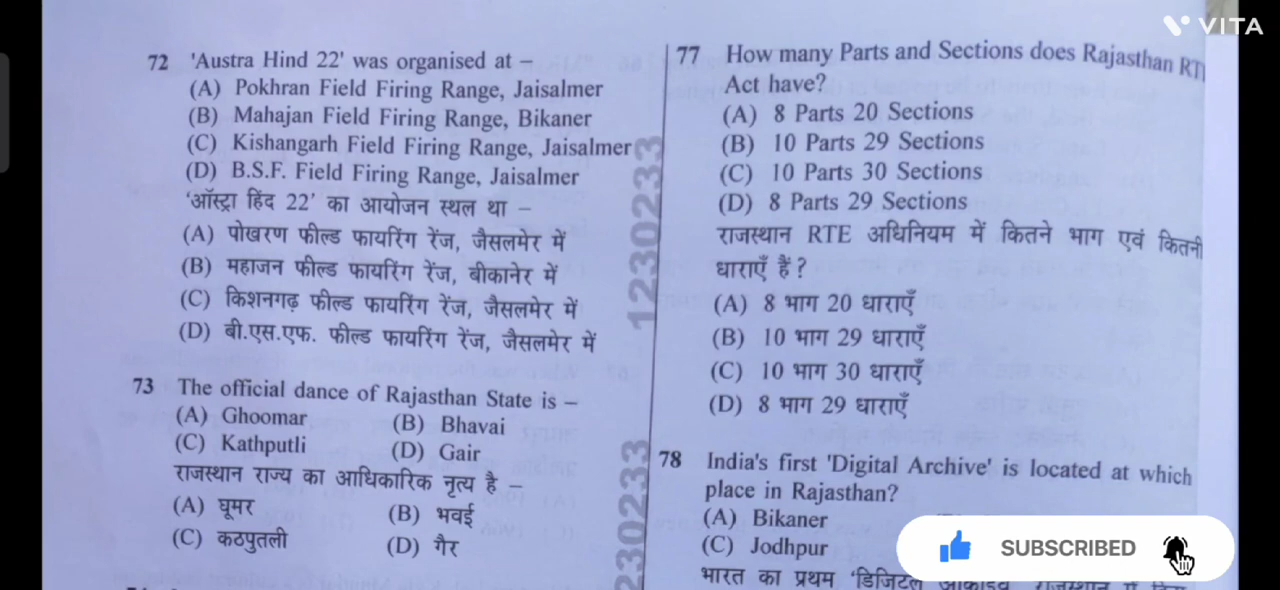 VITA
72 'Austra Hind 22' was organised at –
(A) Pokhran Field Firing Range, Jaisalmer
(B) Mahajan Field Firing Range, Bikaner
(C) Kishangarh Field Firing Range, Jaisalmer
(D) B.S.F. Field Firing Range, Jaisalmer
'ऑस्ट्रा हिंद 22' का आयोजन स्थल था –
(A) पोखरण फील्ड फायरिंग रेंज, जैसलमेर में
(B) महाजन फील्ड फायरिंग रेंज, बीकानेर में
(C) किशनगढ़ फील्ड फायरिंग रेंज, जैसलमेर में
(D) बी.एस.एफ. फील्ड फायरिंग रेंज, जैसलमेर में
73 The official dance of Rajasthan State is –
(A) Ghoomar (B) Bhavai
(C) Kathputli (D) Gair
राजस्थान राज्य का आधिकारिक नृत्य है –
(A) घूमर (B) भवई
(C) कठपुतली (D) गैर
1230233
230233
77 How many Parts and Sections does Rajasthan RT
Act have?
(A) 8 Parts 20 Sections
(B) 10 Parts 29 Sections
(C) 10 Parts 30 Sections
(D) 8 Parts 29 Sections
राजस्थान RTE अधिनियम में कितने भाग एवं कितनी
धाराएँ हैं?
(A) 8 भाग 20 धाराएँ
(B) 10 भाग 29 धाराएँ
(C) 10 भाग 30 धाराएँ
(D) 8 भाग 29 धाराएँ
78 India's first 'Digital Archive' is located at which
place in Rajasthan?
(A) Bikaner
(C) Jodhpur
भारत का प्रथम 'डिजिटल
SUBSCRIBED